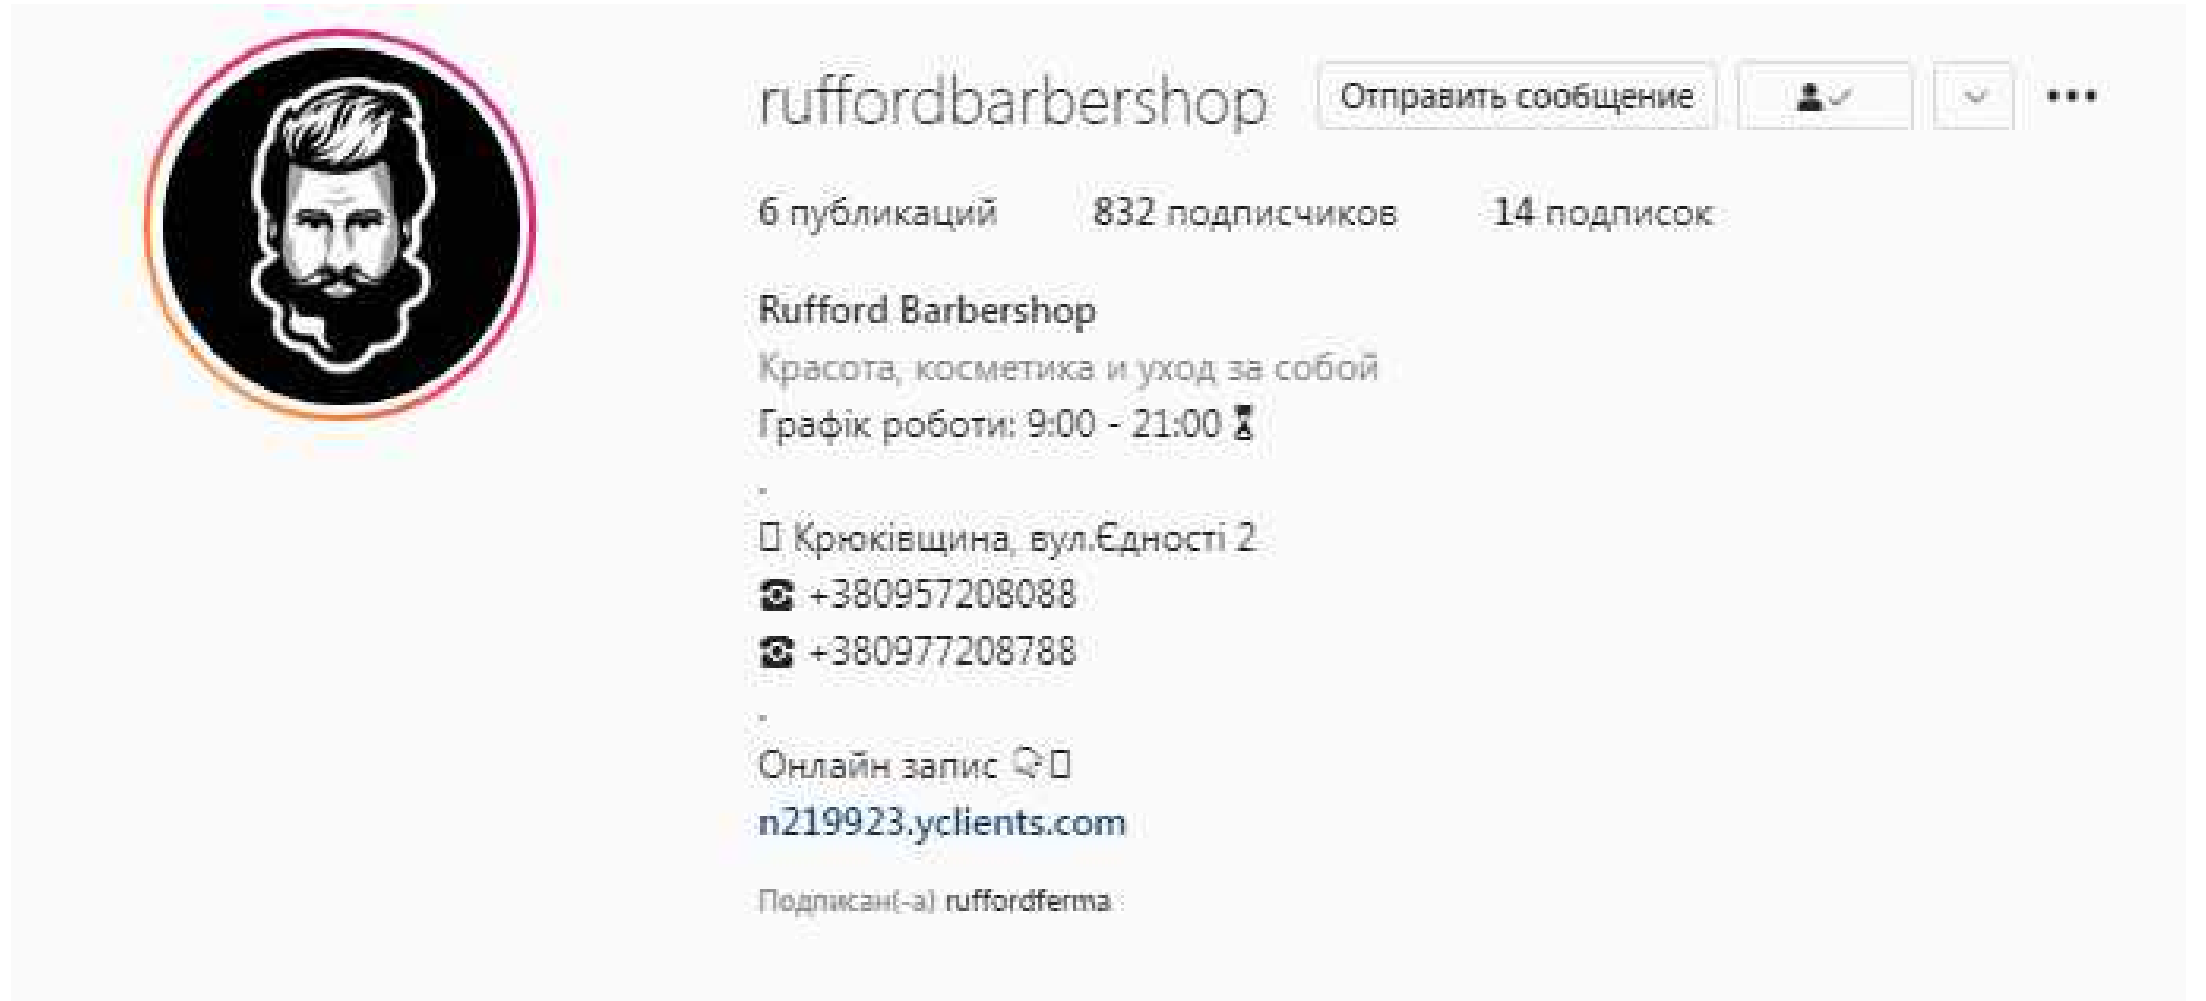 ruffordbarbershop Отправить сообщение
6 публикаций 832 подписчиков 14 подписок
Rufford Barbershop
Красота, косметика и уход за собой
Графік роботи: 9:00 - 21:00 ⌛
.
Крюківщина, вул.Єдності 2
☎ +380957208088
☎ +380977208788
.
Онлайн запис 👇
n219923.yclients.com
Подписан(-а) ruffordferma